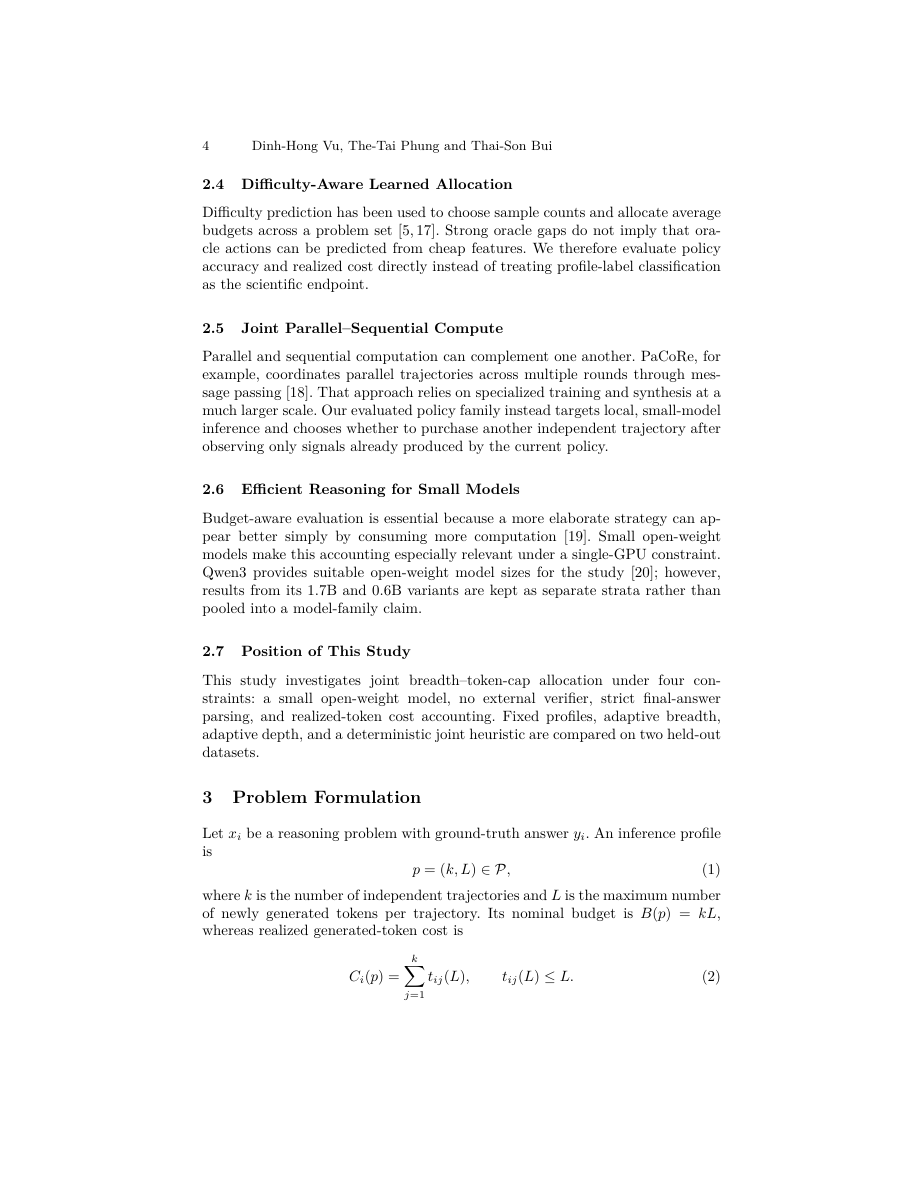 4 Dinh-Hong Vu, The-Tai Phung and Thai-Son Bui
2.4 Difficulty-Aware Learned Allocation
Difficulty prediction has been used to choose sample counts and allocate average
budgets across a problem set [5, 17]. Strong oracle gaps do not imply that ora-
cle actions can be predicted from cheap features. We therefore evaluate policy
accuracy and realized cost directly instead of treating profile-label classification
as the scientific endpoint.
2.5 Joint Parallel–Sequential Compute
Parallel and sequential computation can complement one another. PaCoRe, for
example, coordinates parallel trajectories across multiple rounds through mes-
sage passing [18]. That approach relies on specialized training and synthesis at a
much larger scale. Our evaluated policy family instead targets local, small-model
inference and chooses whether to purchase another independent trajectory after
observing only signals already produced by the current policy.
2.6 Efficient Reasoning for Small Models
Budget-aware evaluation is essential because a more elaborate strategy can ap-
pear better simply by consuming more computation [19]. Small open-weight
models make this accounting especially relevant under a single-GPU constraint.
Qwen3 provides suitable open-weight model sizes for the study [20]; however,
results from its 1.7B and 0.6B variants are kept as separate strata rather than
pooled into a model-family claim.
2.7 Position of This Study
This study investigates joint breadth–token-cap allocation under four con-
straints: a small open-weight model, no external verifier, strict final-answer
parsing, and realized-token cost accounting. Fixed profiles, adaptive breadth,
adaptive depth, and a deterministic joint heuristic are compared on two held-out
datasets.
3 Problem Formulation
Let x_i be a reasoning problem with ground-truth answer y_i. An inference profile
is
p = (k, L) ∈ 𝒫, (1)
where k is the number of independent trajectories and L is the maximum number
of newly generated tokens per trajectory. Its nominal budget is B(p) = kL,
whereas realized generated-token cost is
C_i(p) = ∑_{j=1}^{k} t_{ij}(L), t_{ij}(L) ≤ L. (2)